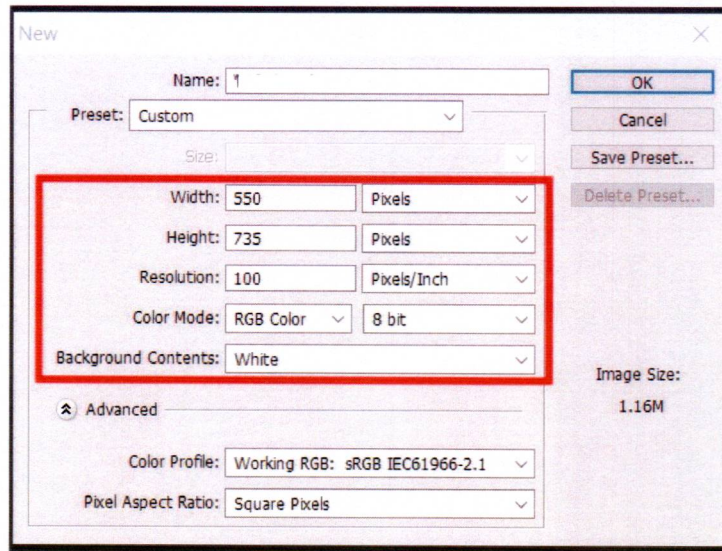 New
Name:
OK
Preset: Custom
Cancel
Size:
Save Preset...
Width: 550 Pixels
Delete Preset...
Height: 735 Pixels
Resolution: 100 Pixels/Inch
Color Mode: RGB Color 8 bit
Background Contents: White
Image Size:
1.16M
Advanced
Color Profile: Working RGB: sRGB IEC61966-2.1
Pixel Aspect Ratio: Square Pixels